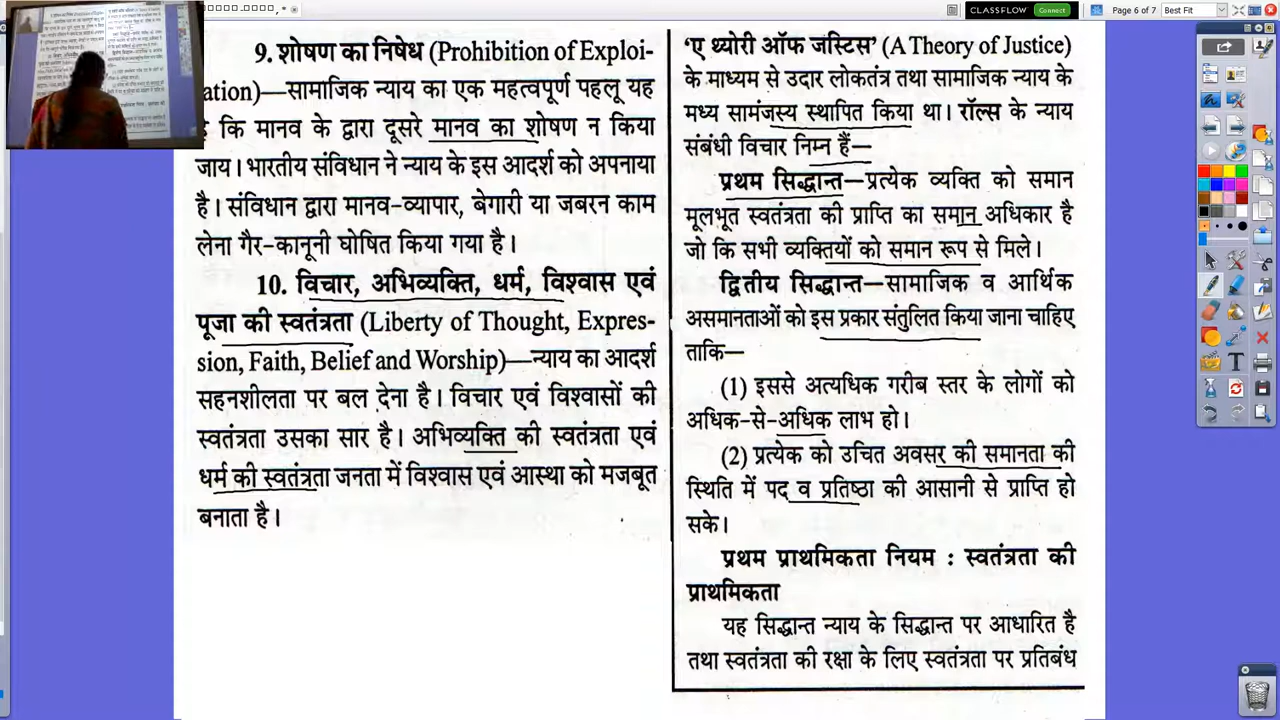 CLASSFLOW
Connect
Page 6 of 7
Best Fit
9. शोषण का निषेध (Prohibition of Exploi-
ation)—सामाजिक न्याय का एक महत्वपूर्ण पहलू यह
है कि मानव के द्वारा दूसरे मानव का शोषण न किया
जाय। भारतीय संविधान ने न्याय के इस आदर्श को अपनाया
है। संविधान द्वारा मानव-व्यापार, बेगारी या जबरन काम
लेना गैर-कानूनी घोषित किया गया है।
10. विचार, अभिव्यक्ति, धर्म, विश्वास एवं
पूजा की स्वतंत्रता (Liberty of Thought, Expres-
sion, Faith, Belief and Worship)—न्याय का आदर्श
सहनशीलता पर बल देना है। विचार एवं विश्वासों की
स्वतंत्रता उसका सार है। अभिव्यक्ति की स्वतंत्रता एवं
धर्म की स्वतंत्रता जनता में विश्वास एवं आस्था को मजबूत
बनाता है।
'ए थ्योरी ऑफ जस्टिस' (A Theory of Justice)
के माध्यम से उदार लोकतंत्र तथा सामाजिक न्याय के
मध्य सामंजस्य स्थापित किया था। रॉल्स के न्याय
संबंधी विचार निम्न हैं—
प्रथम सिद्धान्त—प्रत्येक व्यक्ति को समान
मूलभूत स्वतंत्रता की प्राप्ति का समान अधिकार है
जो कि सभी व्यक्तियों को समान रूप से मिले।
द्वितीय सिद्धान्त—सामाजिक व आर्थिक
असमानताओं को इस प्रकार संतुलित किया जाना चाहिए
ताकि—
(1) इससे अत्यधिक गरीब स्तर के लोगों को
अधिक-से-अधिक लाभ हो।
(2) प्रत्येक को उचित अवसर की समानता की
स्थिति में पद व प्रतिष्ठा की आसानी से प्राप्ति हो
सके।
प्रथम प्राथमिकता नियम : स्वतंत्रता की
प्राथमिकता
यह सिद्धान्त न्याय के सिद्धान्त पर आधारित है
तथा स्वतंत्रता की रक्षा के लिए स्वतंत्रता पर प्रतिबंध